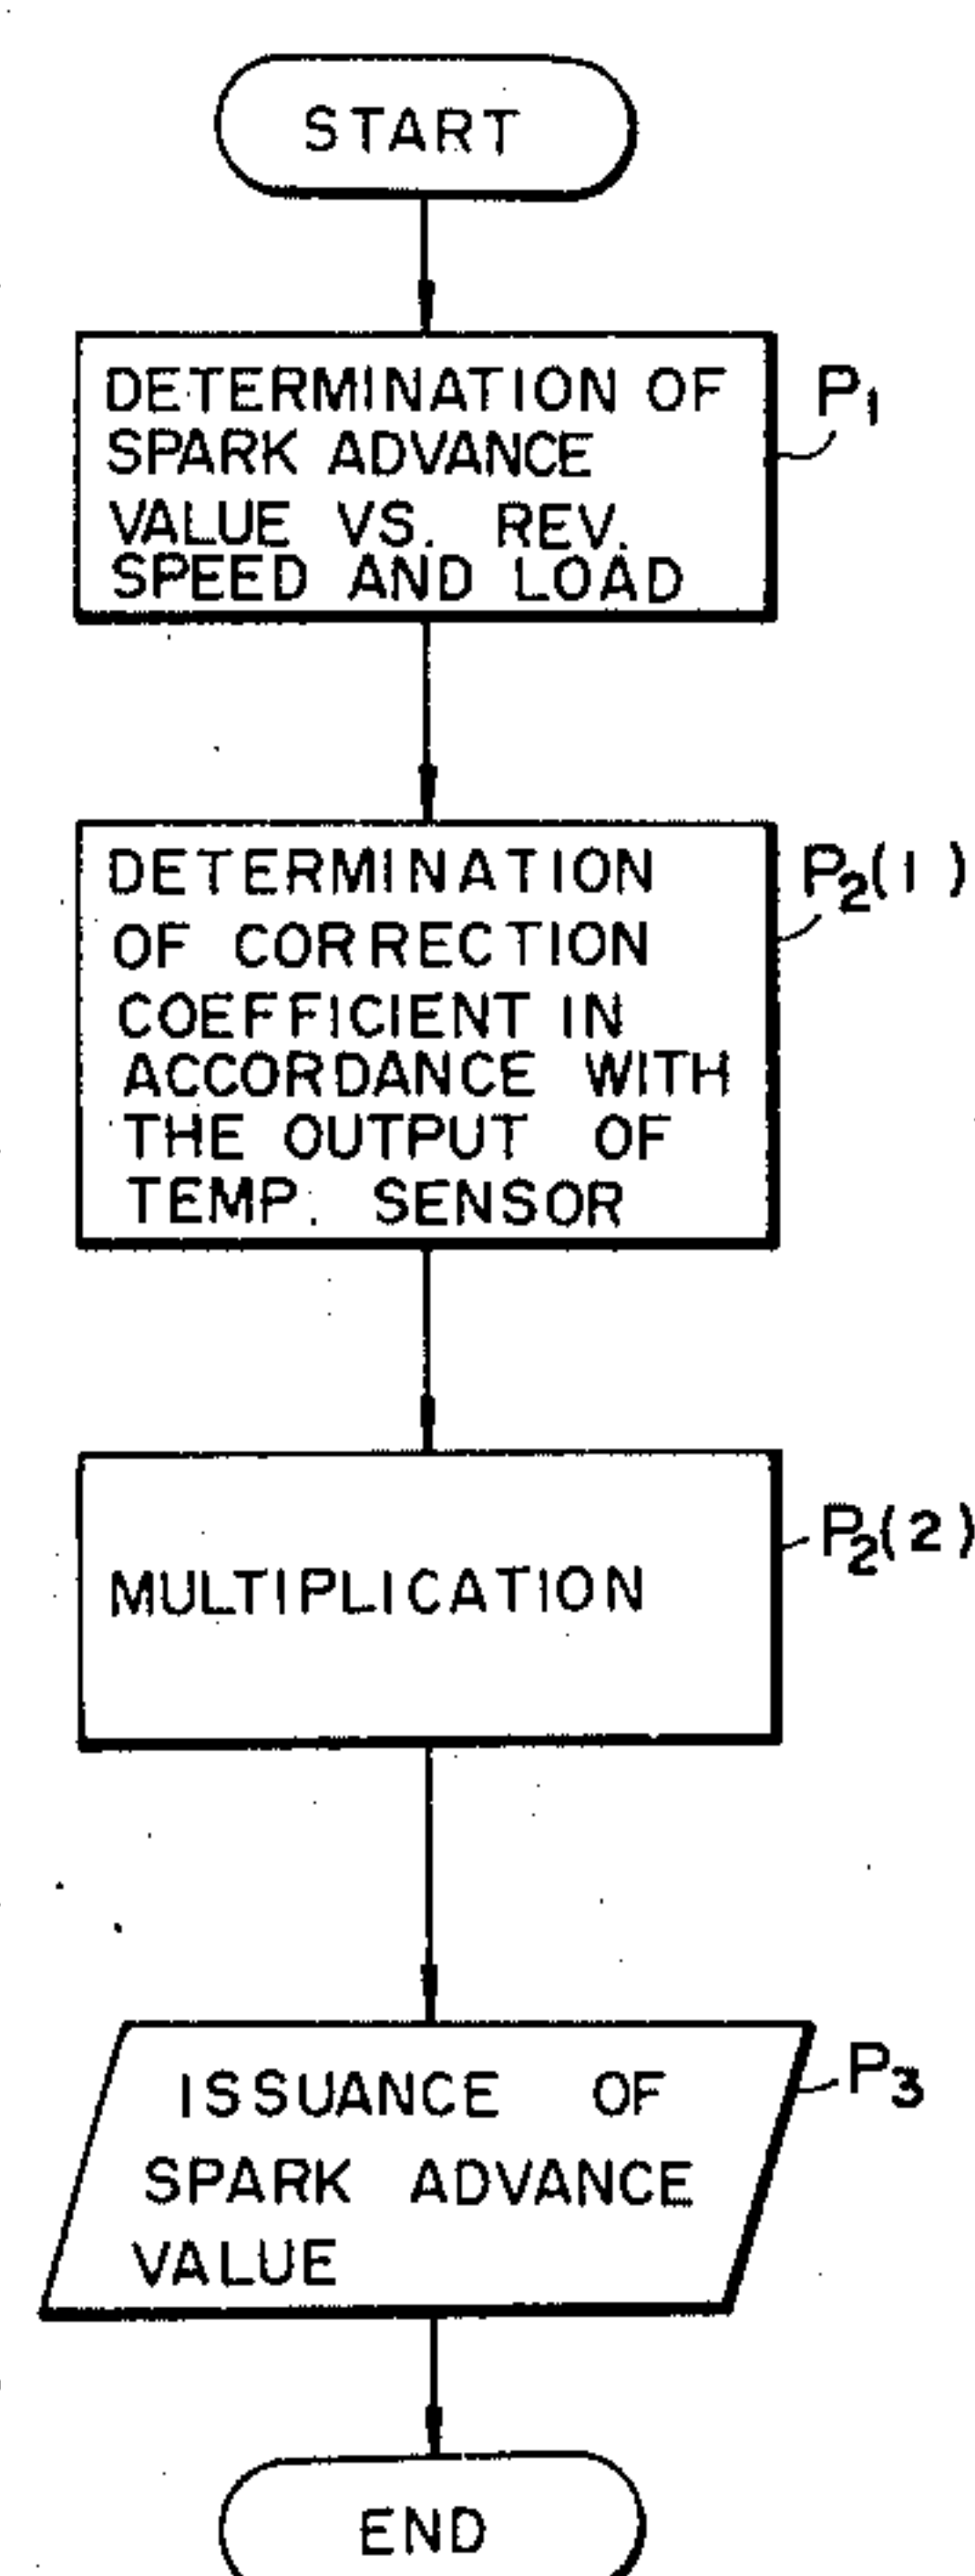 START
DETERMINATION OF
SPARK ADVANCE
VALUE VS. REV.
SPEED AND LOAD
P1
DETERMINATION
OF CORRECTION
COEFFICIENT IN
ACCORDANCE WITH
THE OUTPUT OF
TEMP. SENSOR
P2(1)
MULTIPLICATION
P2(2)
ISSUANCE OF
SPARK ADVANCE
VALUE
P3
END